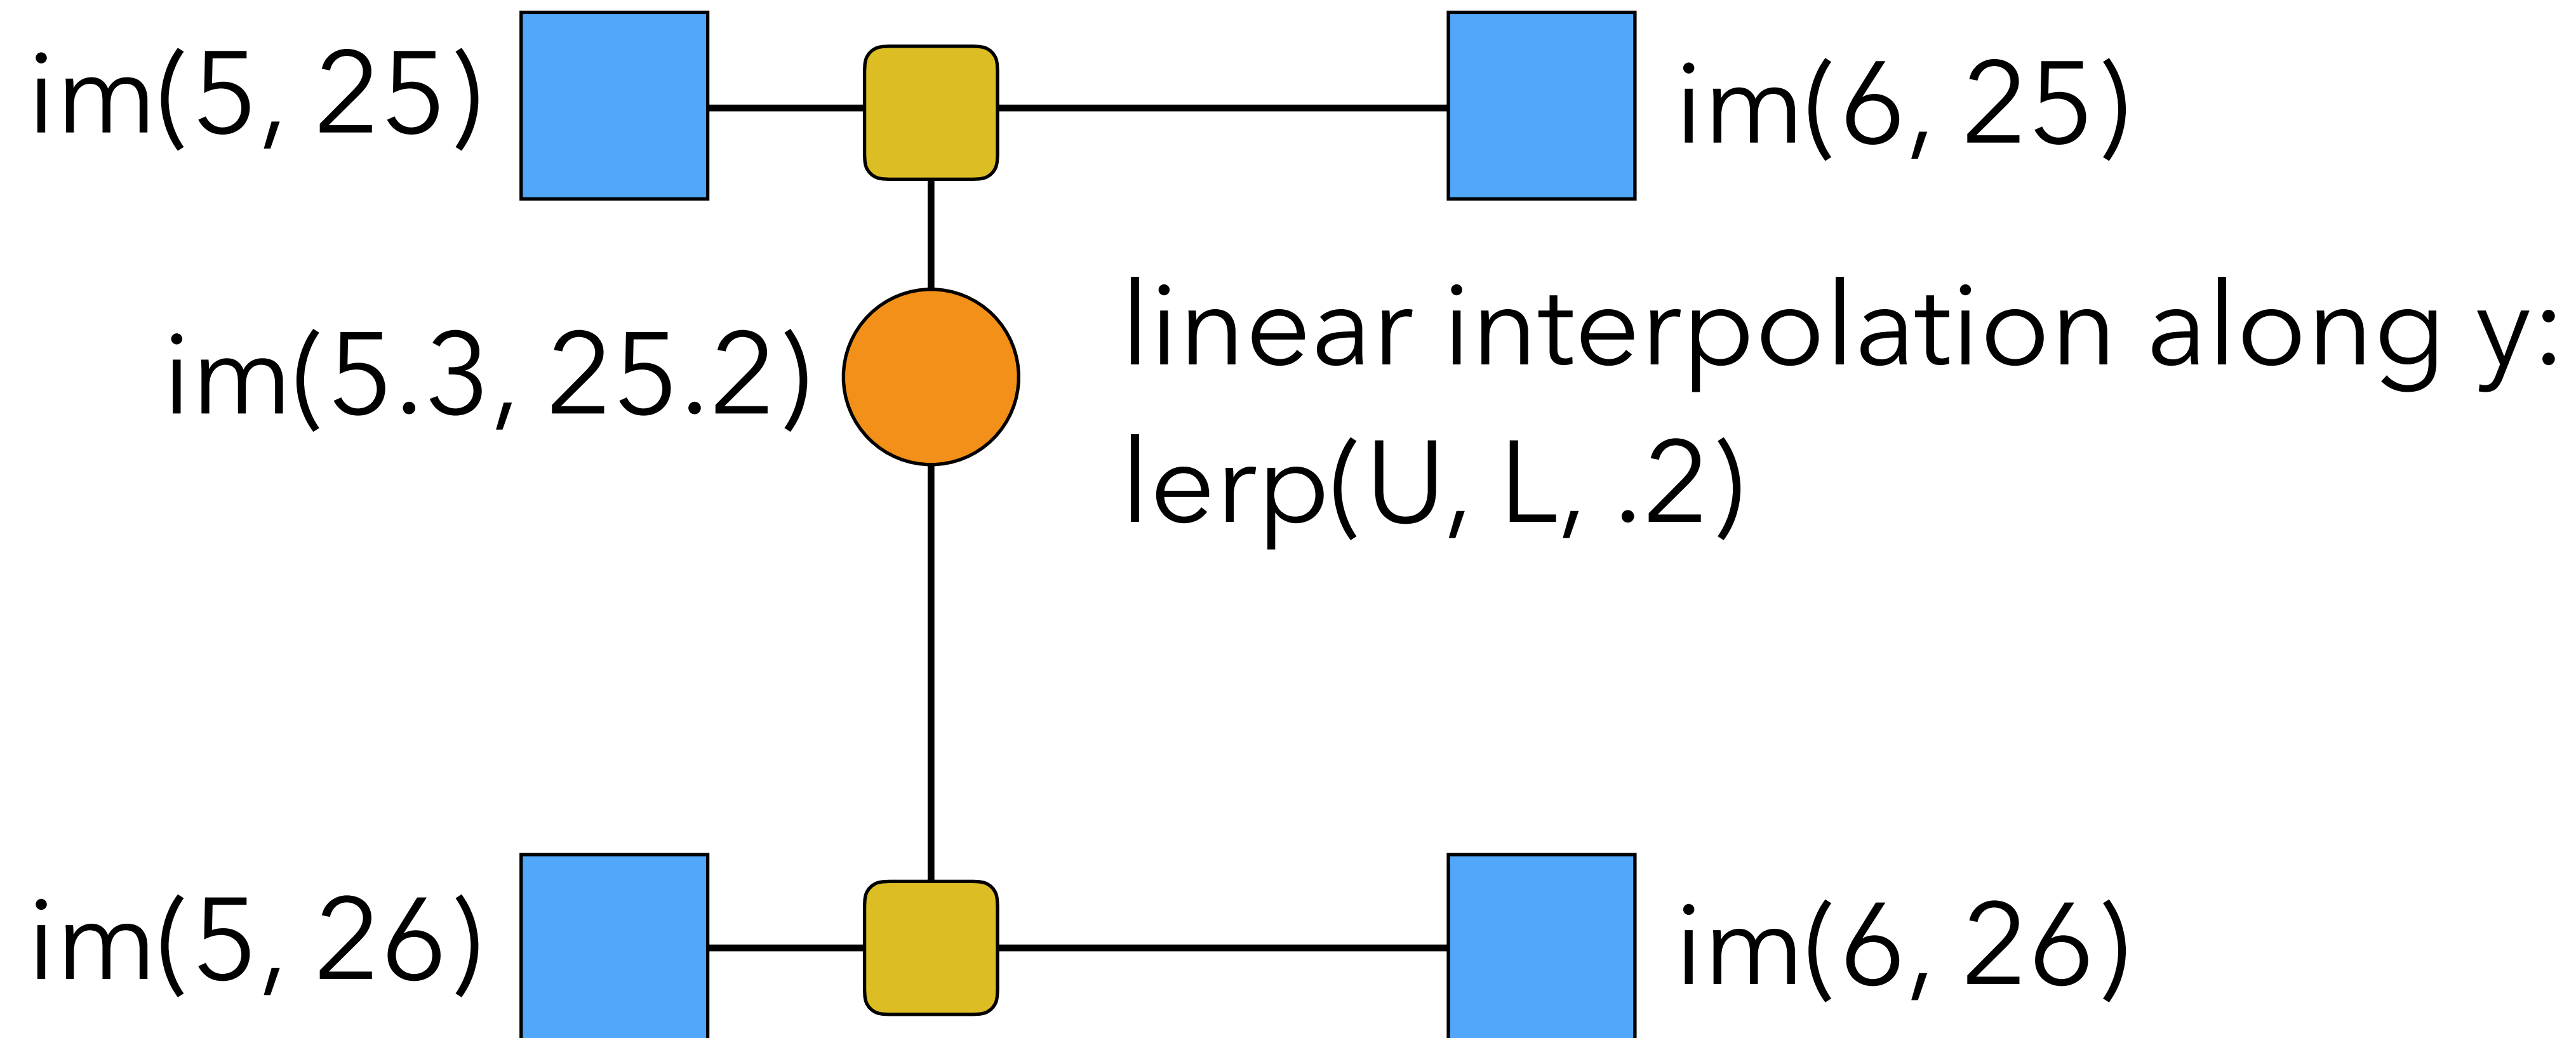 im(5, 25)
im(6, 25)
im(5.3, 25.2)
linear interpolation along y:
lerp(U, L, .2)
im(5, 26)
im(6, 26)